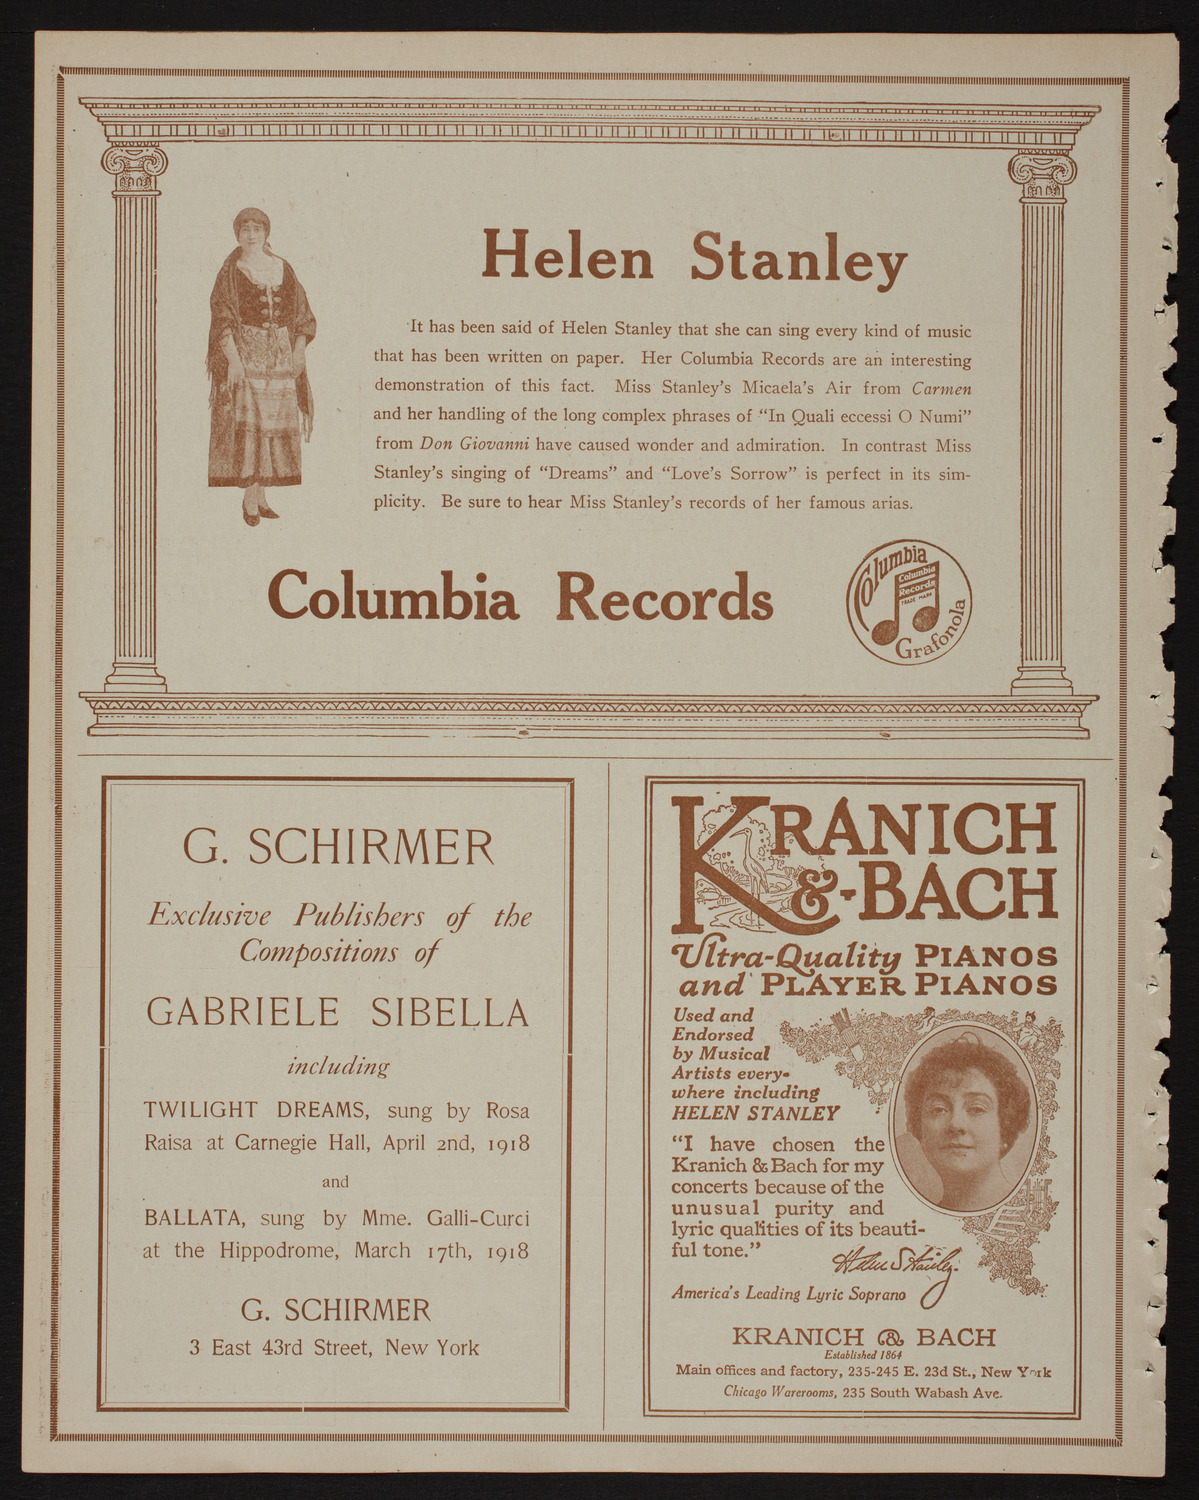 Helen Stanley
It has been said of Helen Stanley that she can sing every kind of music
that has been written on paper. Her Columbia Records are an interesting
demonstration of this fact. Miss Stanley's Micaela's Air from Carmen
and her handling of the long complex phrases of "In Quali eccessi O Numi"
from Don Giovanni have caused wonder and admiration. In contrast Miss
Stanley's singing of "Dreams" and "Love's Sorrow" is perfect in its sim-
plicity. Be sure to hear Miss Stanley's records of her famous arias.
Columbia Records
Columbia
Columbia
Records
TRADE MARK
Grafonola
G. SCHIRMER
Exclusive Publishers of the
Compositions of
GABRIELE SIBELLA
including
TWILIGHT DREAMS, sung by Rosa
Raisa at Carnegie Hall, April 2nd, 1918
and
BALLATA, sung by Mme. Galli-Curci
at the Hippodrome, March 17th, 1918
G. SCHIRMER
3 East 43rd Street, New York
KRANICH
&-BACH
Ultra-Quality PIANOS
and PLAYER PIANOS
Used and
Endorsed
by Musical
Artists every-
where including
HELEN STANLEY
"I have chosen the
Kranich & Bach for my
concerts because of the
unusual purity and
lyric qualities of its beauti-
ful tone."
Helen Stanley.
America's Leading Lyric Soprano
KRANICH & BACH
Established 1864
Main offices and factory, 235-245 E. 23d St., New York
Chicago Warerooms, 235 South Wabash Ave.